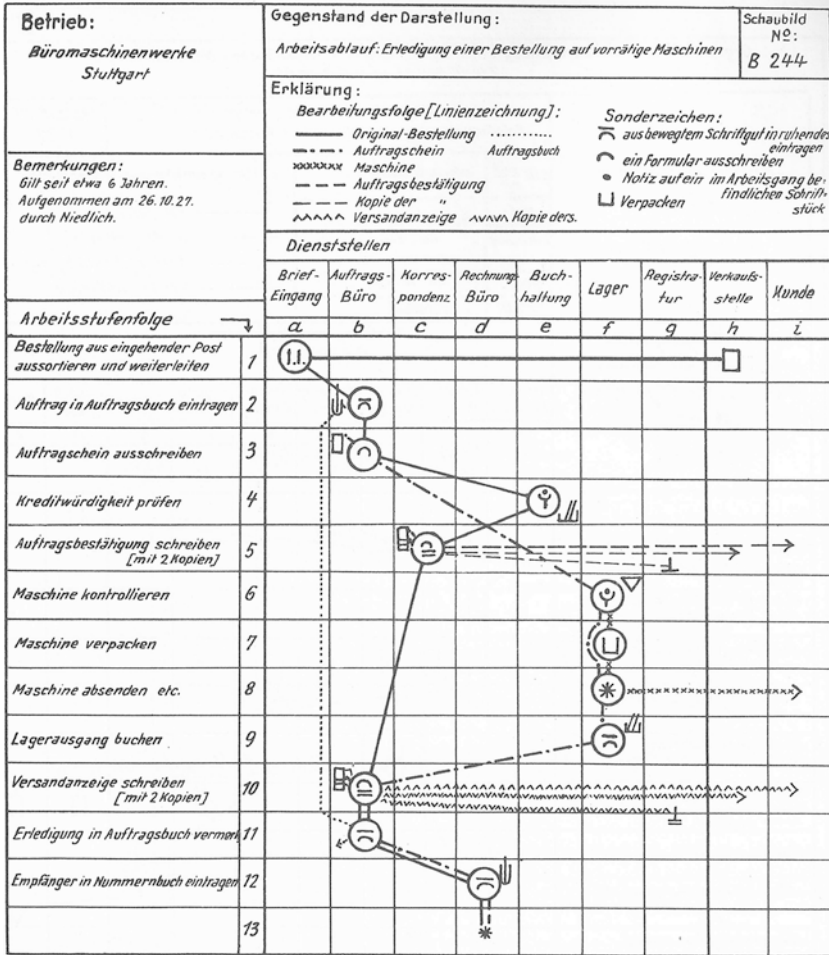 Betrieb:
Büromaschinenwerke
Stuttgart
Gegenstand der Darstellung:
Arbeitsablauf: Erledigung einer Bestellung auf vorrätige Maschinen
Schaubild
Nº:
B 244
Bemerkungen:
Gilt seit etwa 6 Jahren.
Aufgenommen am 26.10.27.
durch Niedlich.
Erklärung:
Bearbeitungsfolge [Linienzeichnung]:
Original-Bestellung
Auftragschein Auftragsbuch
Maschine
Auftragsbestätigung
Kopie der "
Versandanzeige Kopie ders.
Sonderzeichen:
aus bewegtem Schriftgut in ruhendes
eintragen
ein Formular ausschreiben
Notiz auf ein im Arbeitsgang be-
findlichen Schrift-
stück
Verpacken
Dienststellen
Brief-
Eingang
Auftrags-
Büro
Korres-
pondenz
Rechnung
Büro
Buch-
haltung
Lager
Registra-
tur
Verkaufs-
stelle
Kunde
Arbeitsstufenfolge
a b c d e f g h i
Bestellung aus eingehender Post
aussortieren und weiterleiten 1
Auftrag in Auftragsbuch eintragen 2
Auftragschein ausschreiben 3
Kreditwürdigkeit prüfen 4
Auftragsbestätigung schreiben
[mit 2 Kopien] 5
Maschine kontrollieren 6
Maschine verpacken 7
Maschine absenden etc. 8
Lagerausgang buchen 9
Versandanzeige schreiben
[mit 2 Kopien] 10
Erledigung in Auftragsbuch vermerk 11
Empfänger in Nummernbuch eintragen 12
13